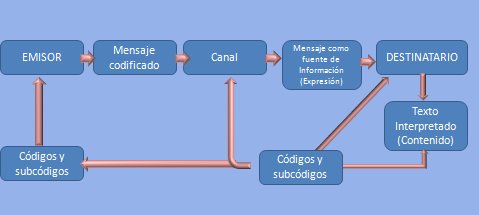 EMISOR
Mensaje
codificado
Canal
Mensaje como
fuente de
Información
(Expresión)
DESTINATARIO
Texto
Interpretado
(Contenido)
Códigos y
subcódigos
Códigos y
subcódigos